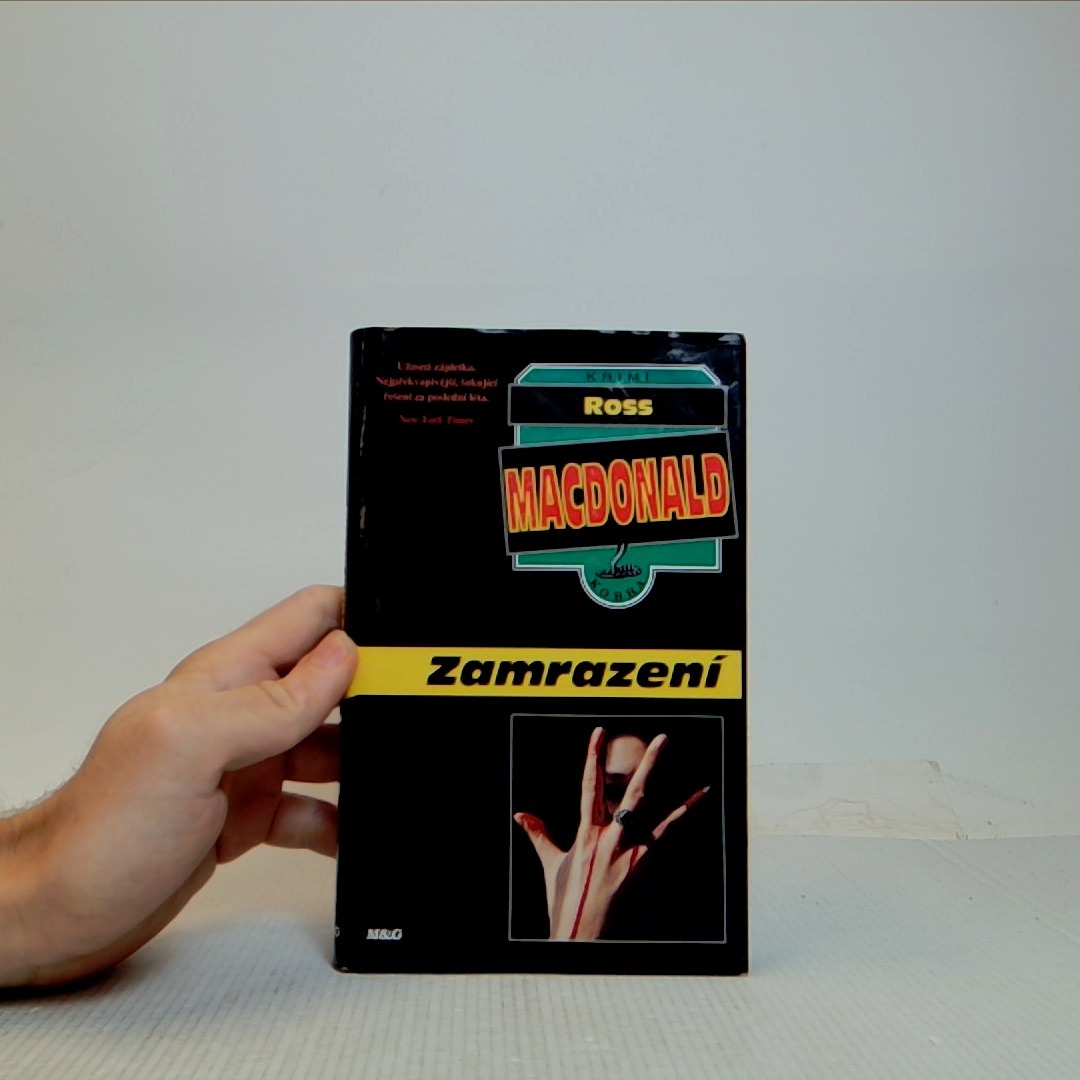 Úžasná zápletka.
Nejpřekvapivější, šokující
řešení za poslední léta.
New York Times
KRIMI
Ross
MACDONALD
KOBRA
Zamrazení
M&G